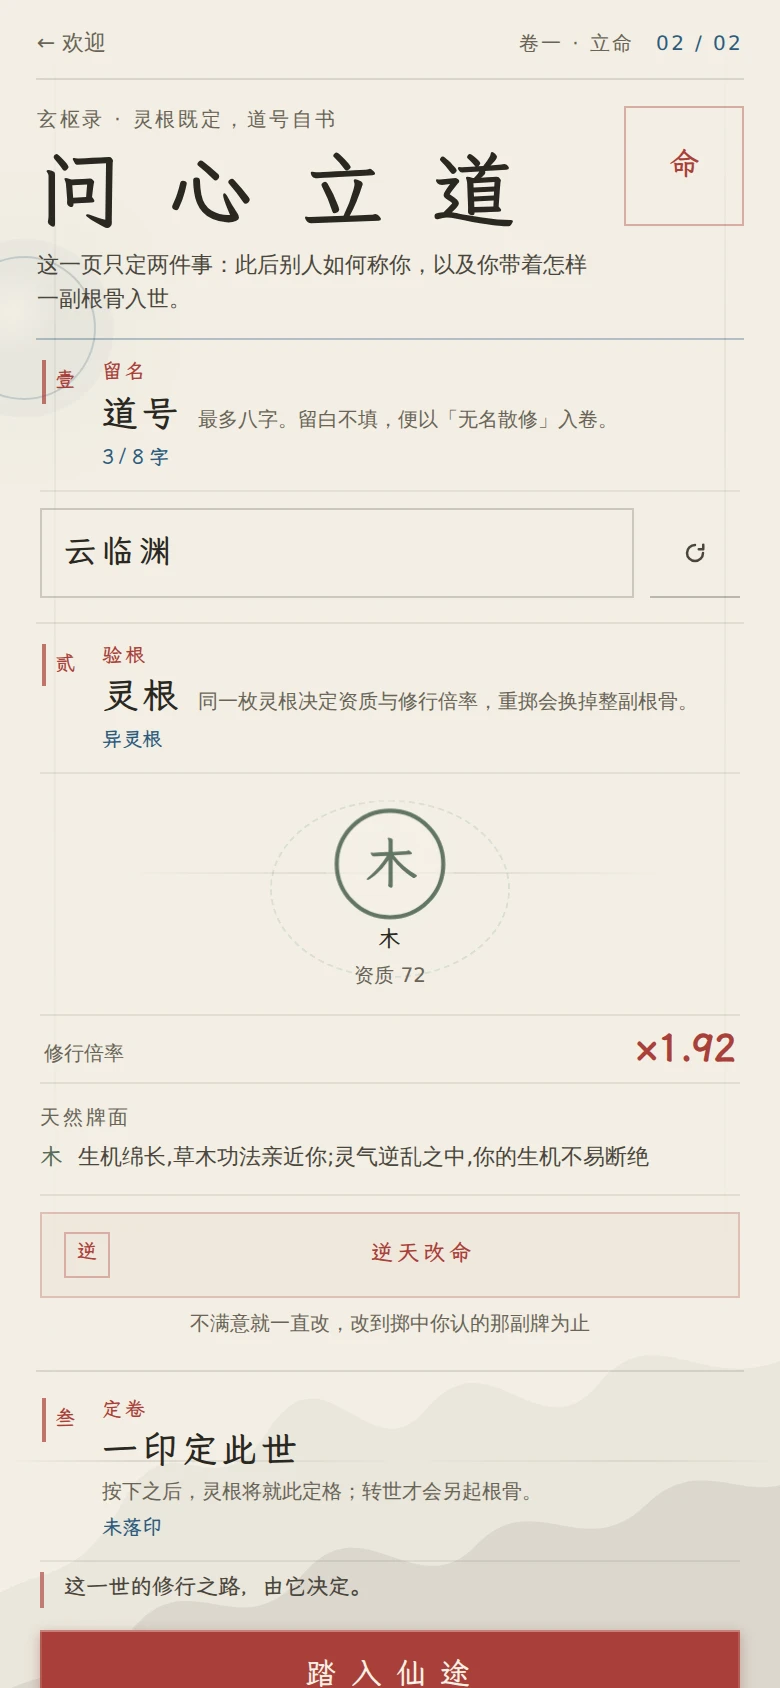 ← 欢迎
卷一 · 立命 02 / 02
玄枢录 · 灵根既定，道号自书
命
问心立道
这一页只定两件事：此后别人如何称你，以及你带着怎样
一副根骨入世。
壹
留名
道号 最多八字。留白不填，便以「无名散修」入卷。
3 / 8 字
云临渊
贰
验根
灵根 同一枚灵根决定资质与修行倍率，重掷会换掉整副根骨。
异灵根
木
木
资质 72
修行倍率 ×1.92
天然牌面
木 生机绵长,草木功法亲近你;灵气逆乱之中,你的生机不易断绝
逆 逆天改命
不满意就一直改，改到掷中你认的那副牌为止
叁
定卷
一印定此世
按下之后，灵根将就此定格；转世才会另起根骨。
未落印
这一世的修行之路，由它决定。
踏入仙途